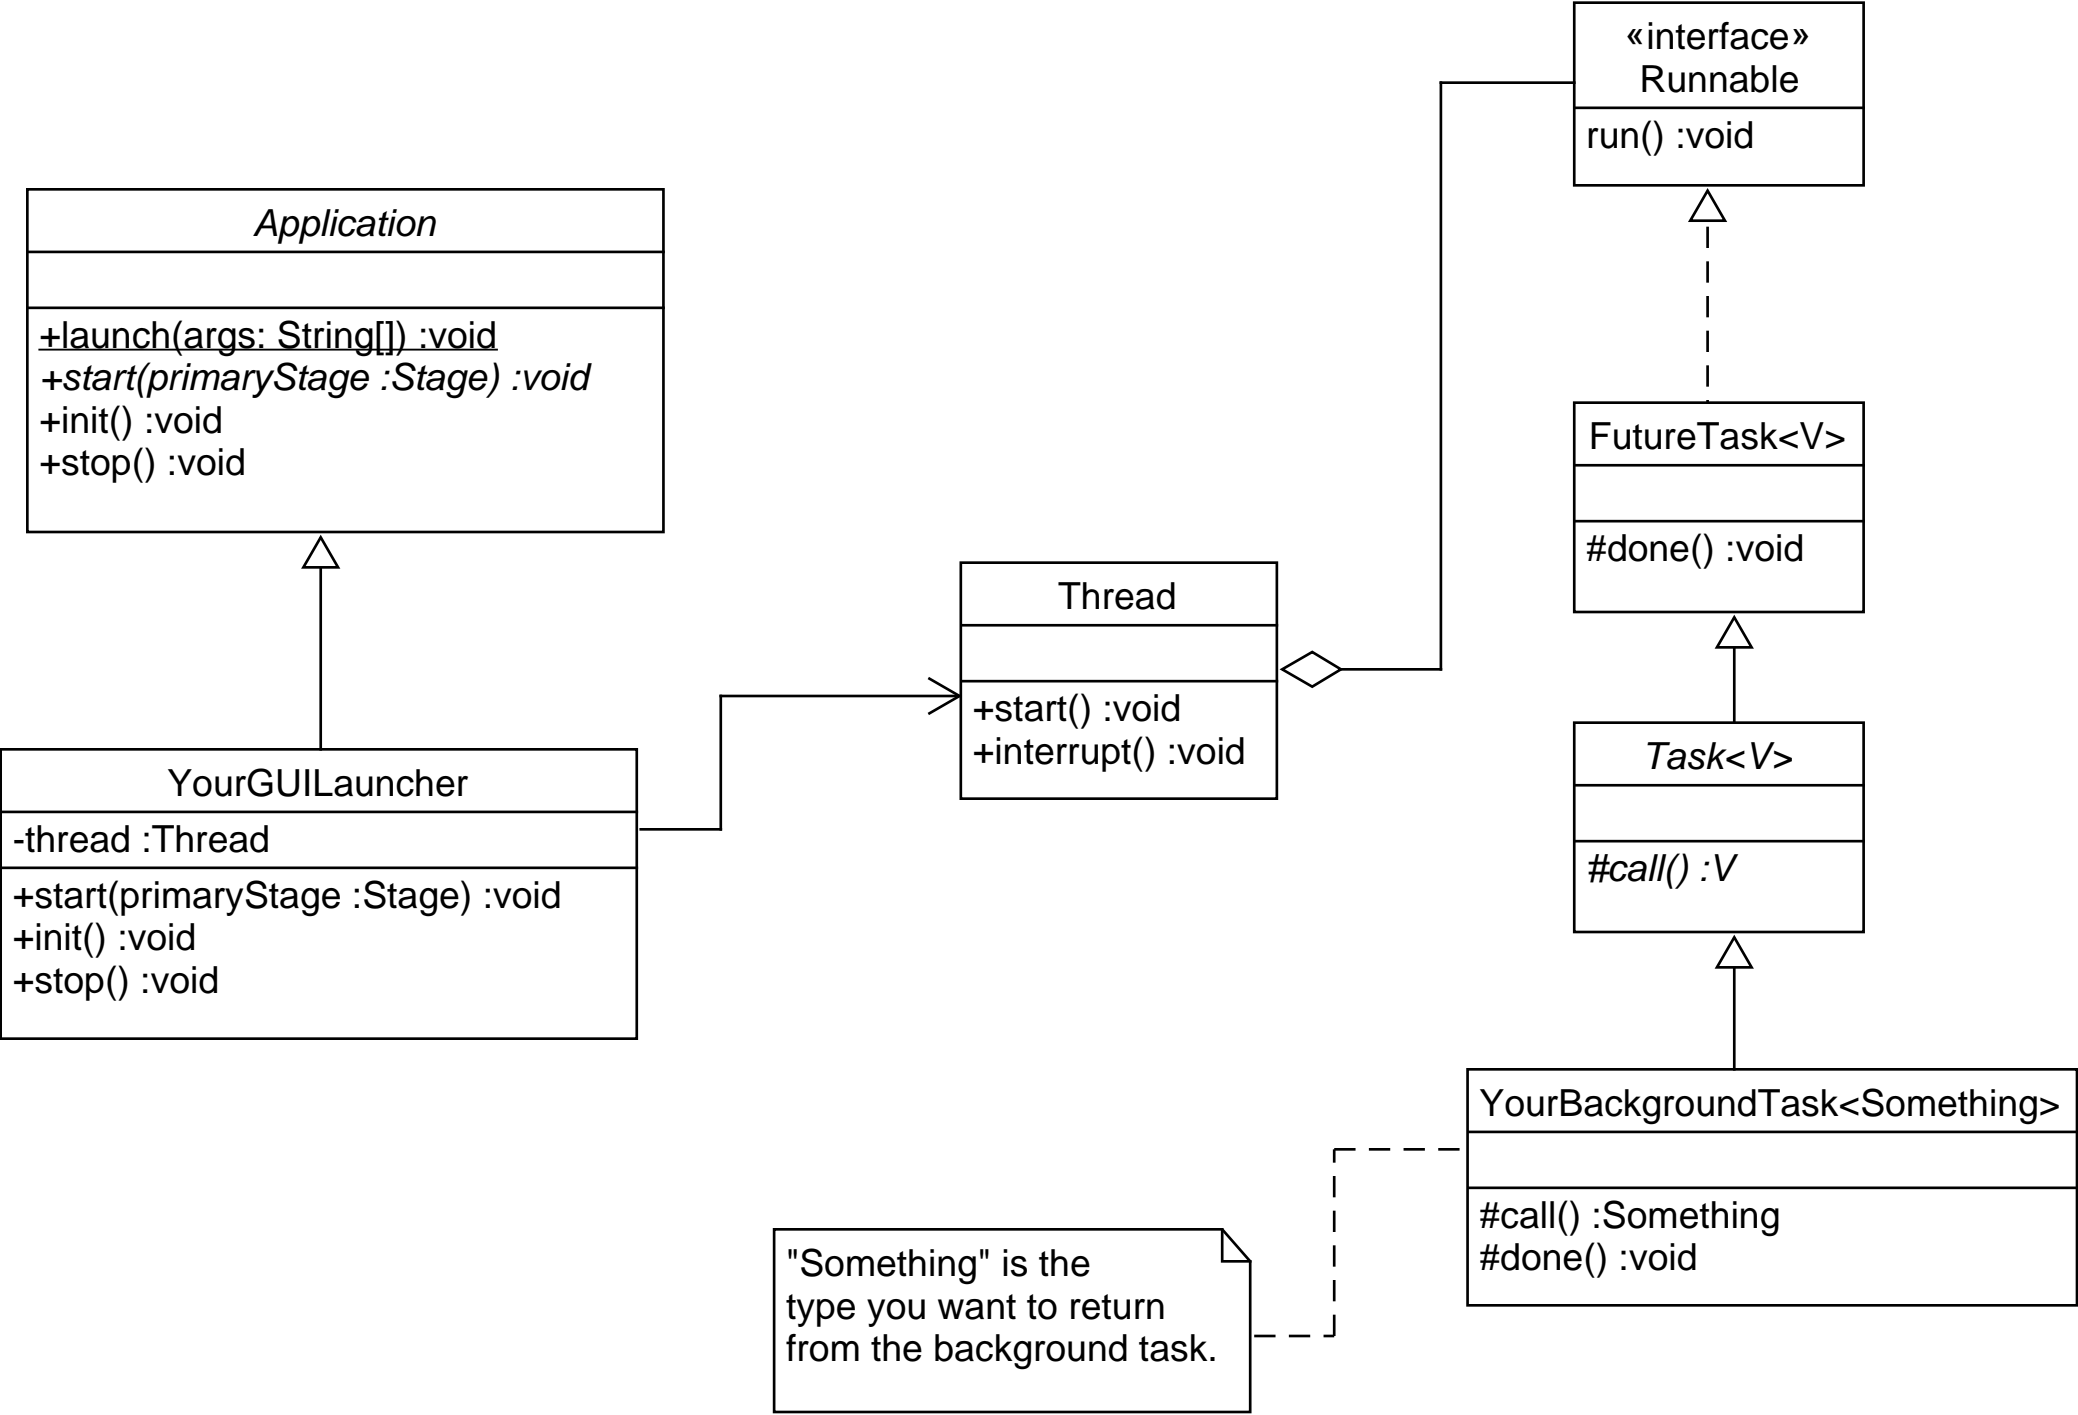 «interface»
Runnable
run() :void
Application
+launch(args: String[]) :void
+start(primaryStage :Stage) :void
+init() :void
+stop() :void
FutureTask<V>
#done() :void
Thread
+start() :void
+interrupt() :void
YourGUILauncher
-thread :Thread
+start(primaryStage :Stage) :void
+init() :void
+stop() :void
Task<V>
#call() :V
YourBackgroundTask<Something>
#call() :Something
#done() :void
"Something" is the
type you want to return
from the background task.